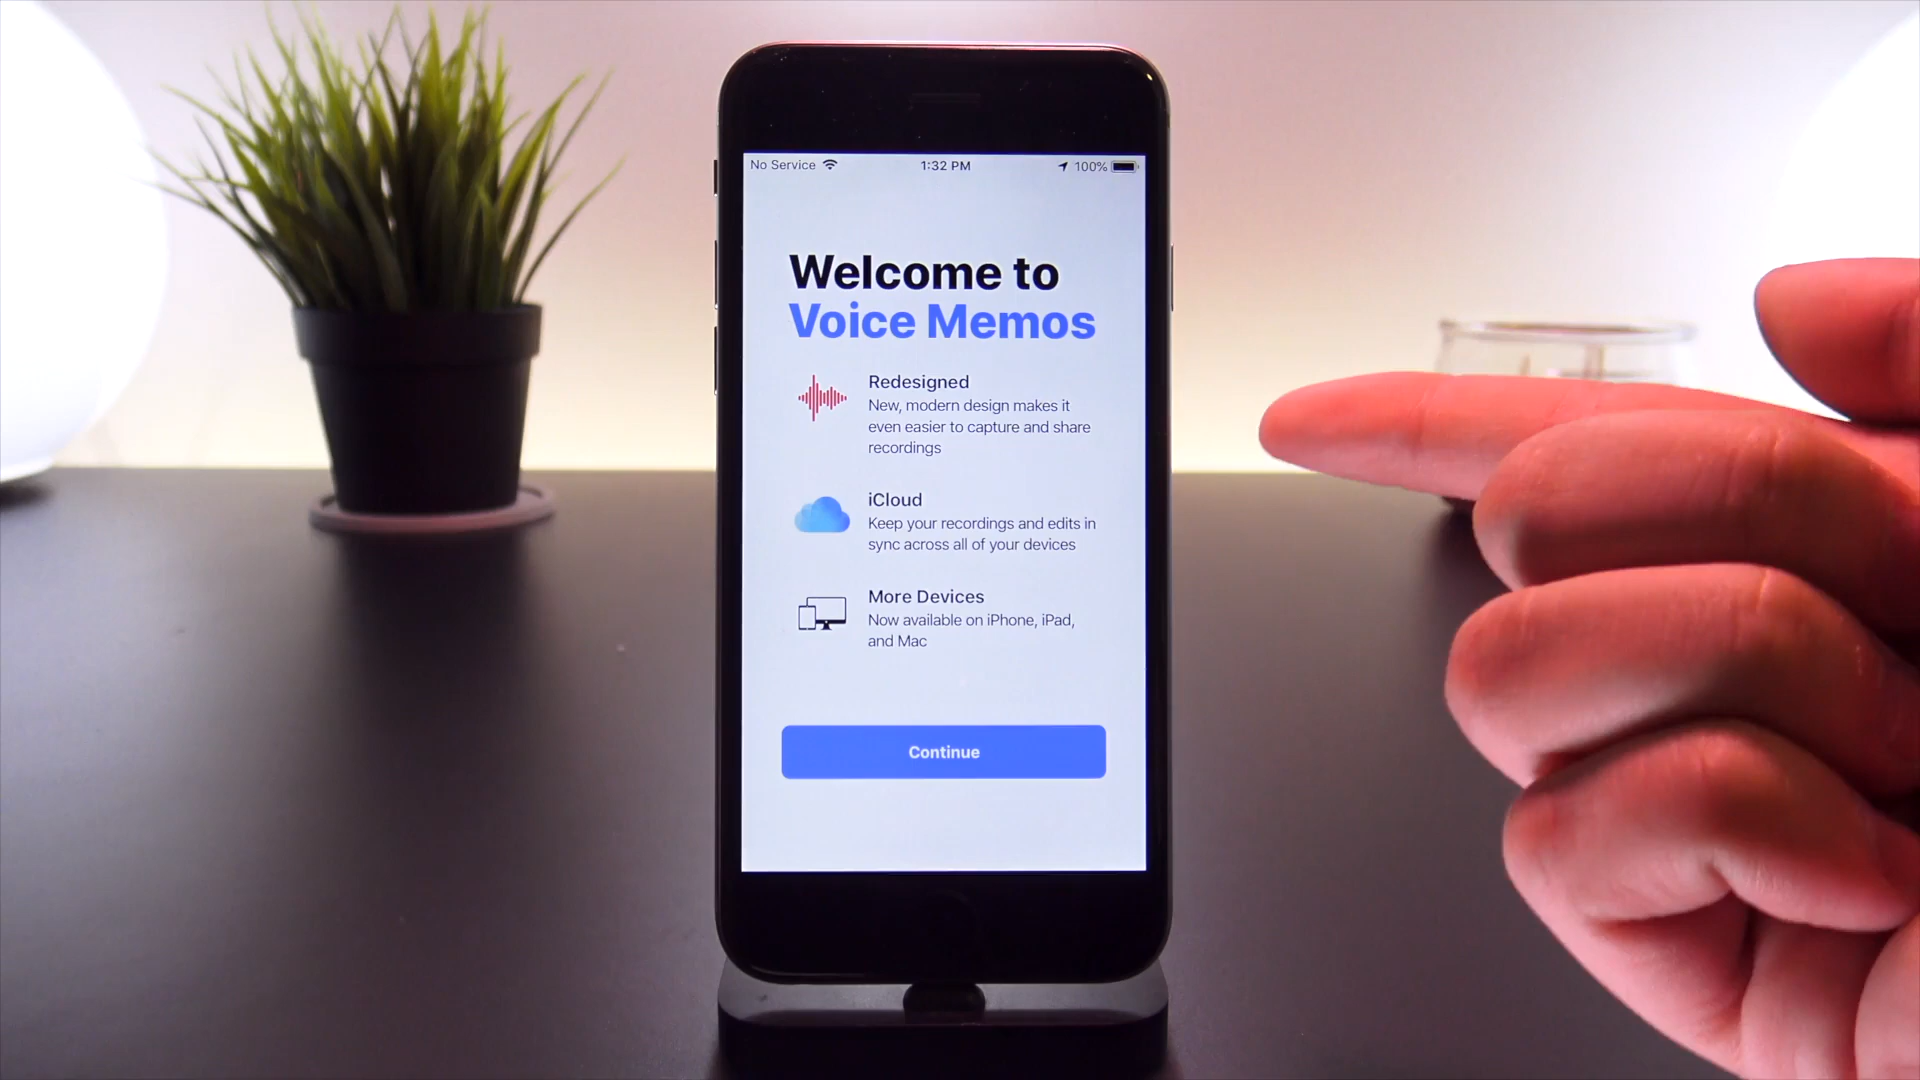 No Service 1:32 PM 100%
Welcome to
Voice Memos
Redesigned
New, modern design makes it
even easier to capture and share
recordings
iCloud
Keep your recordings and edits in
sync across all of your devices
More Devices
Now available on iPhone, iPad,
and Mac
Continue